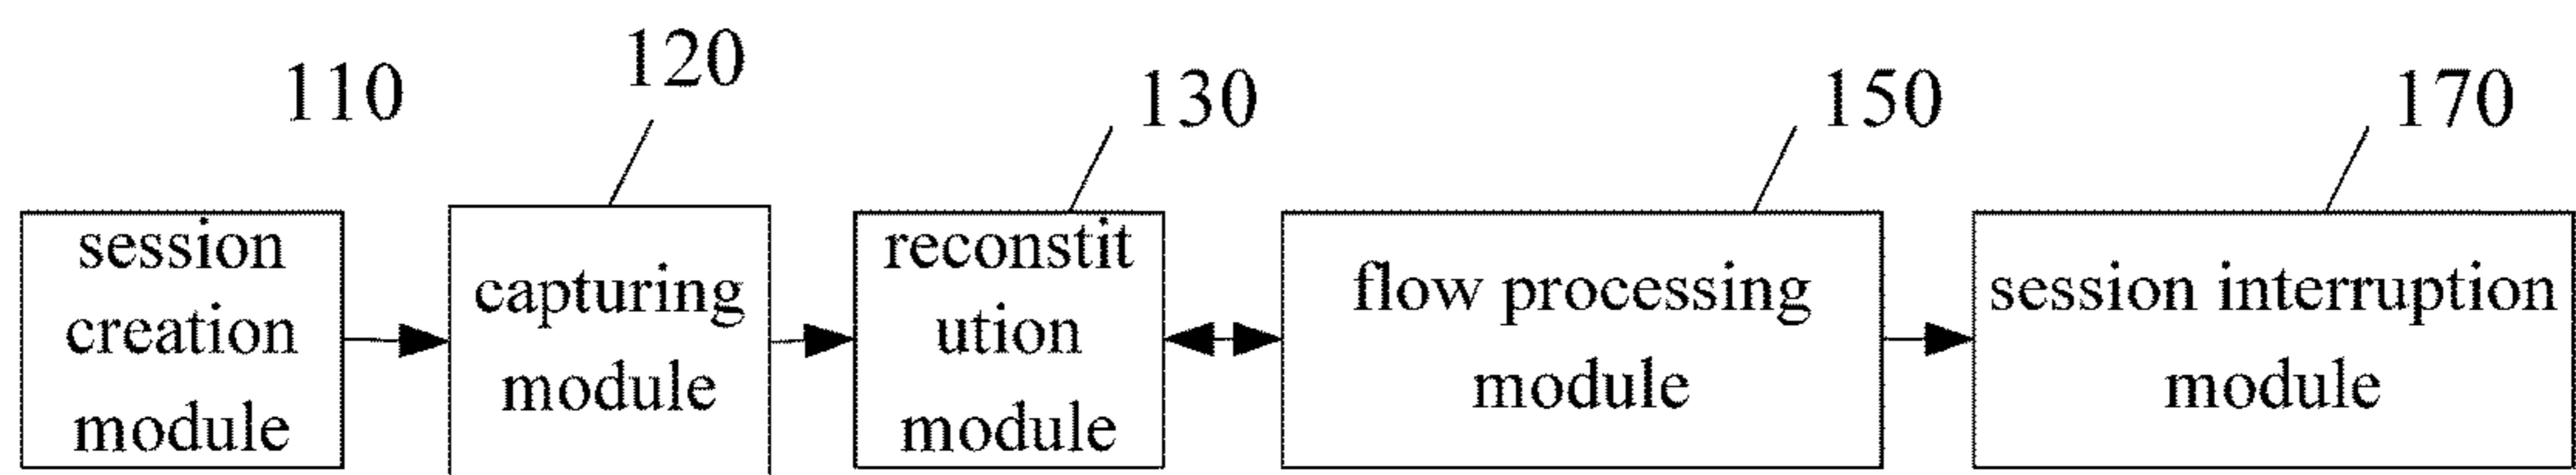 110
120
130
150
170
session
creation
module
capturing
module
reconstit
ution
module
flow processing
module
session interruption
module